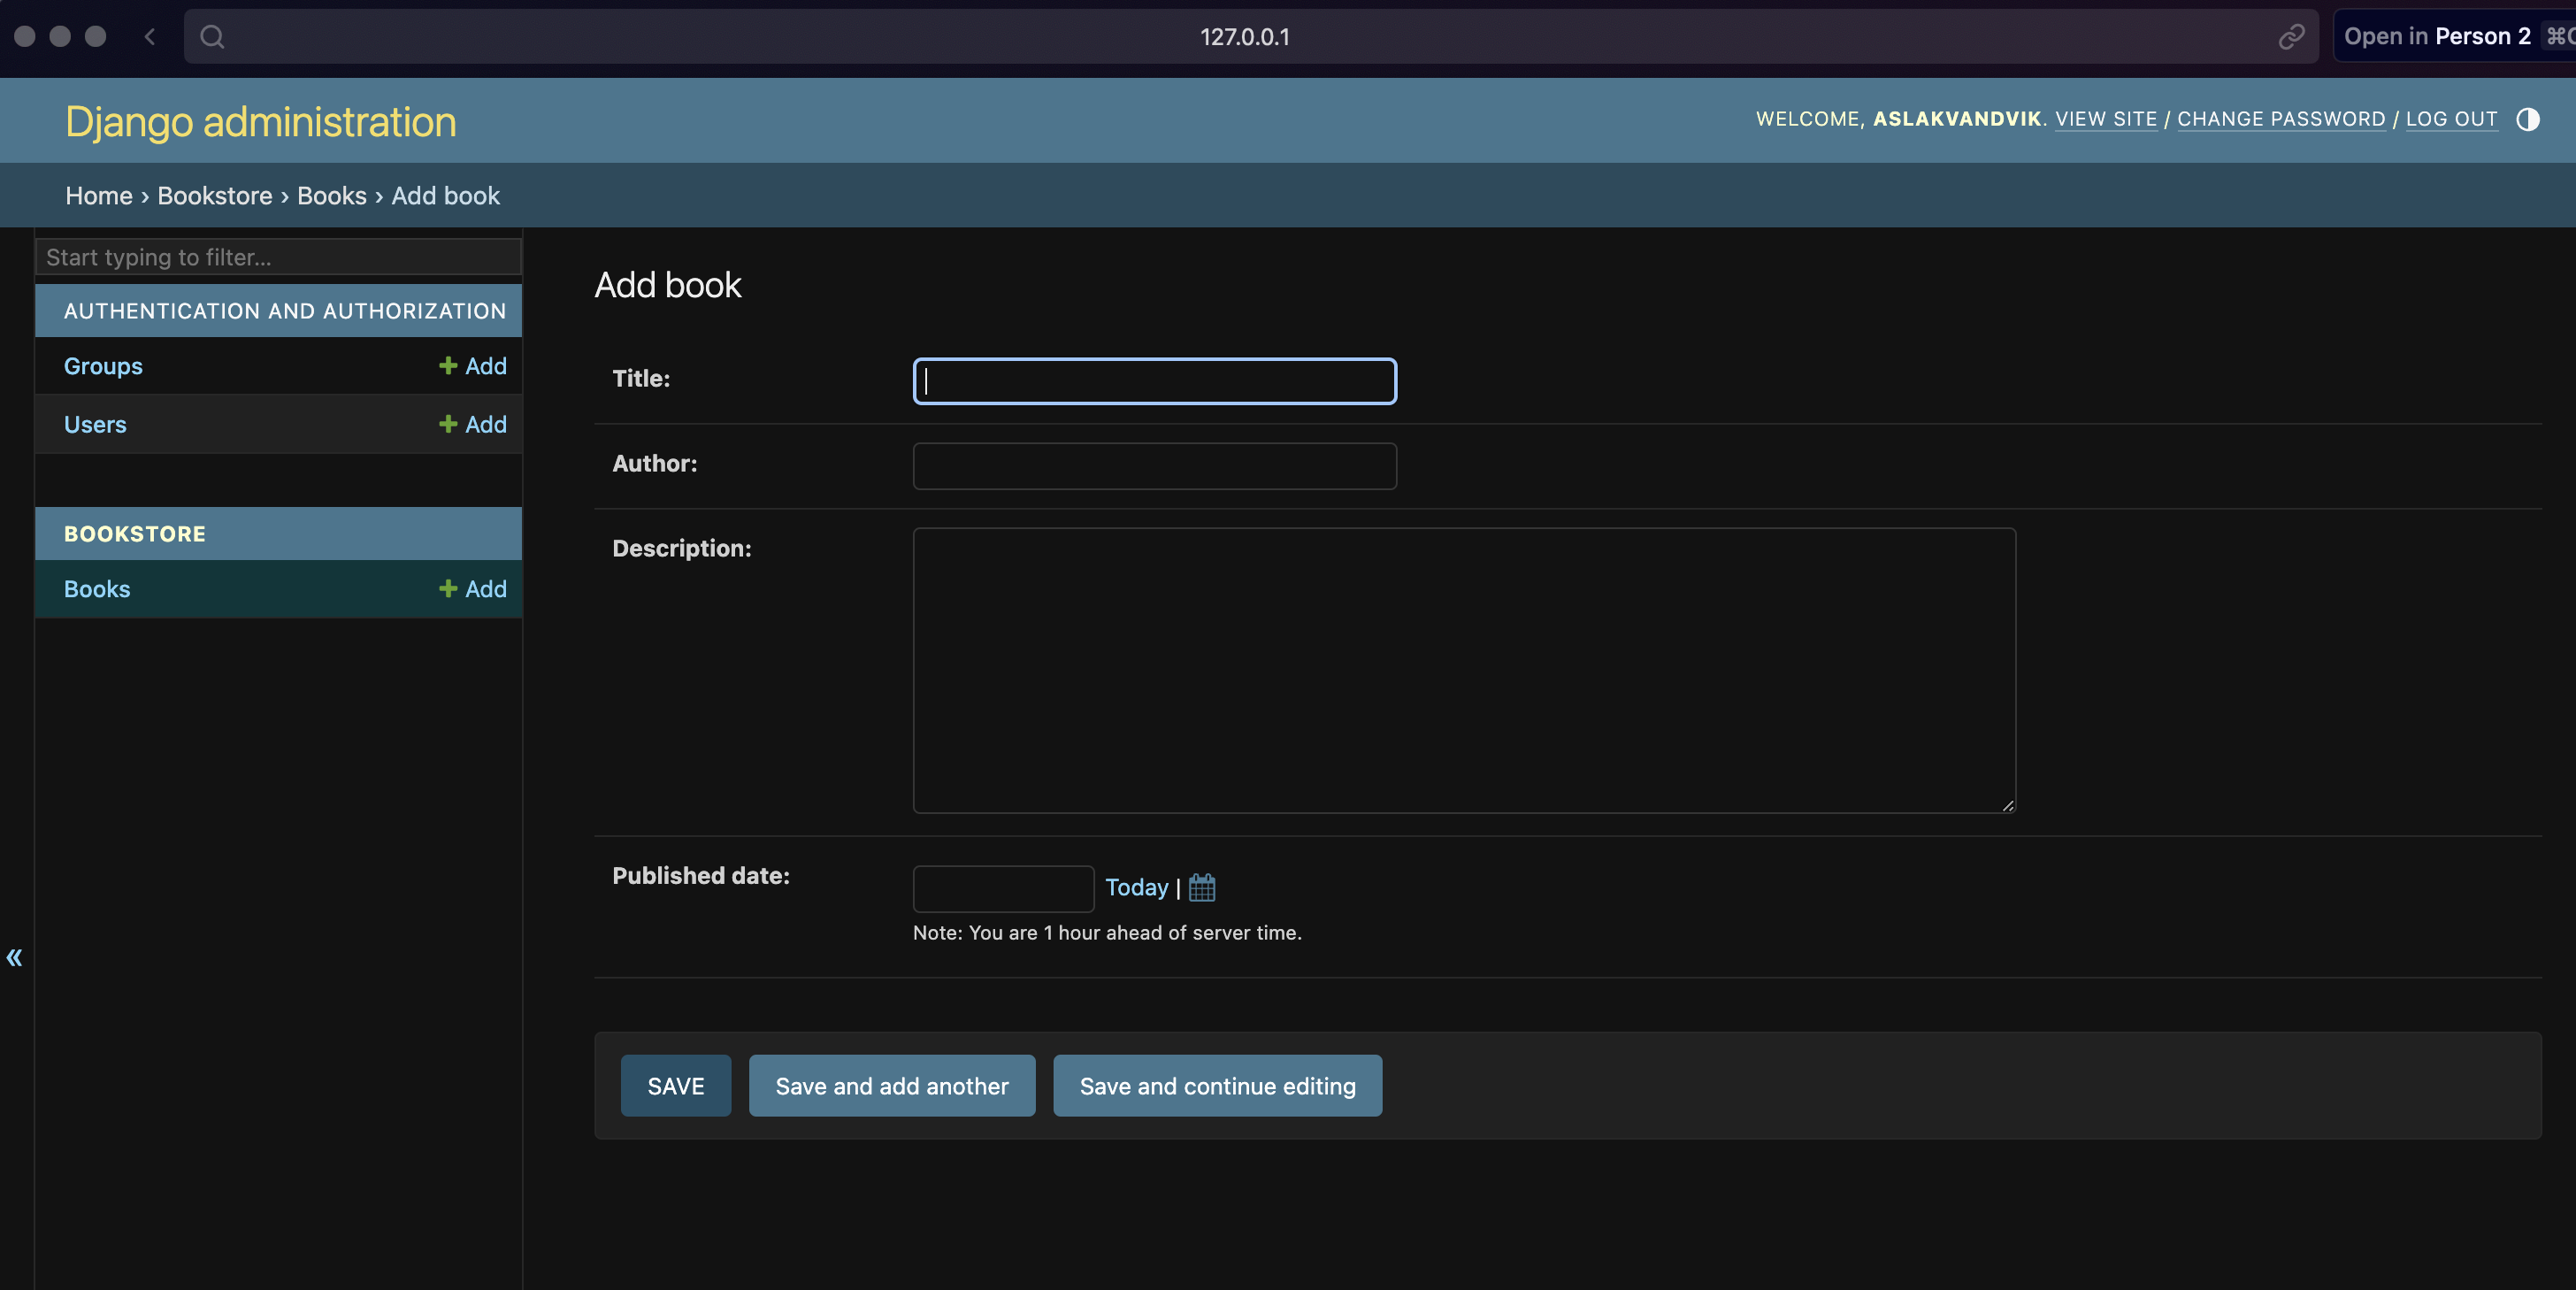 127.0.0.1
Open in Person 2
Django administration
WELCOME, ASLAKVANDVIK. VIEW SITE / CHANGE PASSWORD / LOG OUT
Home › Bookstore › Books › Add book
Start typing to filter...
AUTHENTICATION AND AUTHORIZATION
Groups + Add
Users + Add
BOOKSTORE
Books + Add
Add book
Title:
Author:
Description:
Published date:
Today |
Note: You are 1 hour ahead of server time.
«
SAVE
Save and add another
Save and continue editing